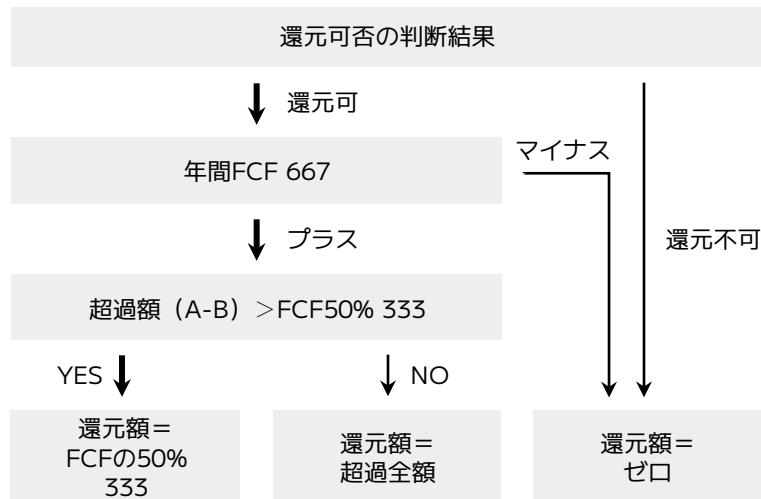 還元可否の判断結果
還元可
年間FCF 667
マイナス
プラス
還元不可
超過額（A-B）＞FCF50% 333
YES
NO
還元額＝
FCFの50%
333
還元額＝
超過全額
還元額＝
ゼロ